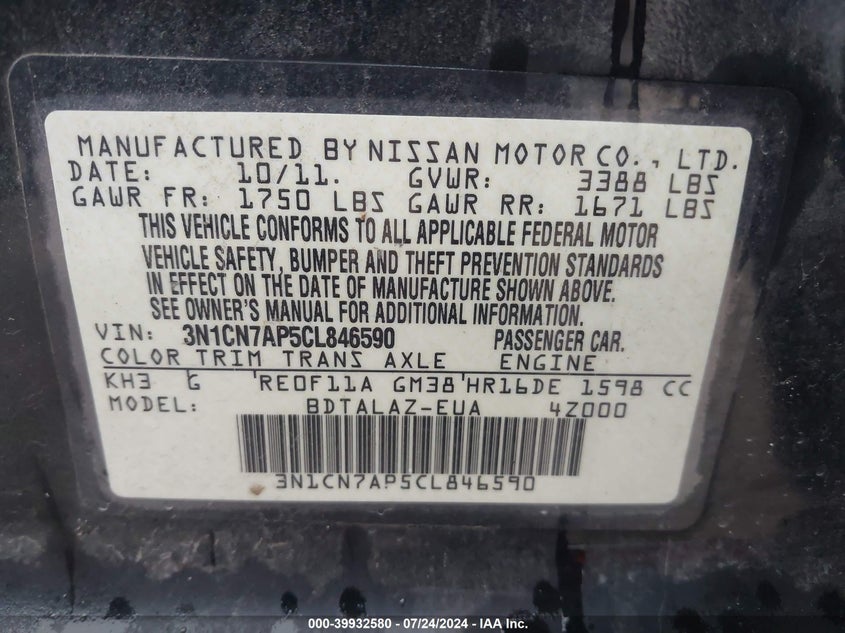 MANUFACTURED BY NISSAN MOTOR CO., LTD.
DATE: 10/11. GVWR: 3388 LBS
GAWR FR: 1750 LBS GAWR RR: 1671 LBS
THIS VEHICLE CONFORMS TO ALL APPLICABLE FEDERAL MOTOR
VEHICLE SAFETY, BUMPER AND THEFT PREVENTION STANDARDS
IN EFFECT ON THE DATE OF MANUFACTURE SHOWN ABOVE.
SEE OWNER'S MANUAL FOR ADDITIONAL INFORMATION.
VIN: 3N1CN7AP5CL846590 PASSENGER CAR.
COLOR TRIM TRANS AXLE ENGINE
KH3 G RE0F11A GM38 HR16DE 1598 CC
MODEL: BDTALAZ-EUA 4Z000
3N1CN7AP5CL846590
000-39932580 / 07/24/2024 - IAA Inc.